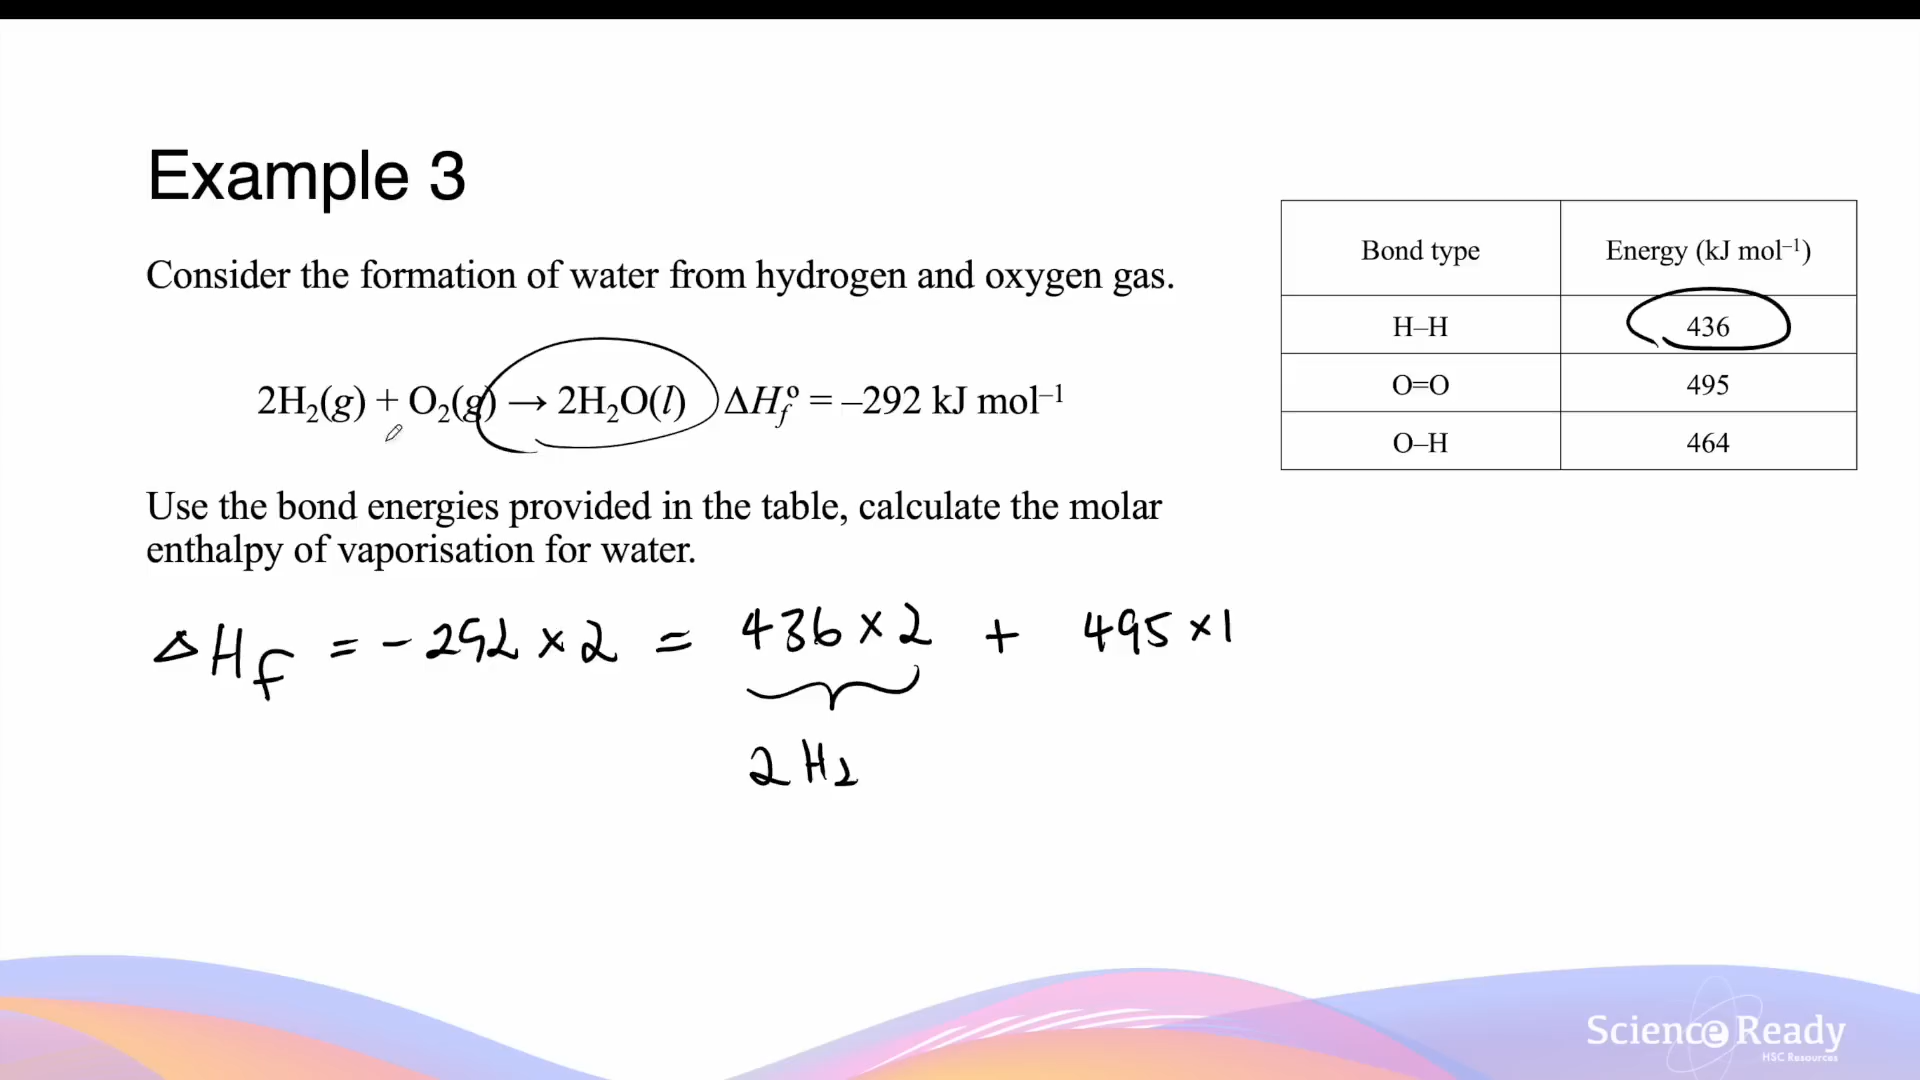 Example 3
Consider the formation of water from hydrogen and oxygen gas.
2H₂(g) + O₂(g) → 2H₂O(l) ΔH_f° = –292 kJ mol⁻¹
Use the bond energies provided in the table, calculate the molar
enthalpy of vaporisation for water.
Bond type Energy (kJ mol⁻¹)
H–H 436
O=O 495
O–H 464
ΔH_f = -292 × 2 = 436 × 2 + 495 × 1
2H₂
Science Ready
HSC Resources